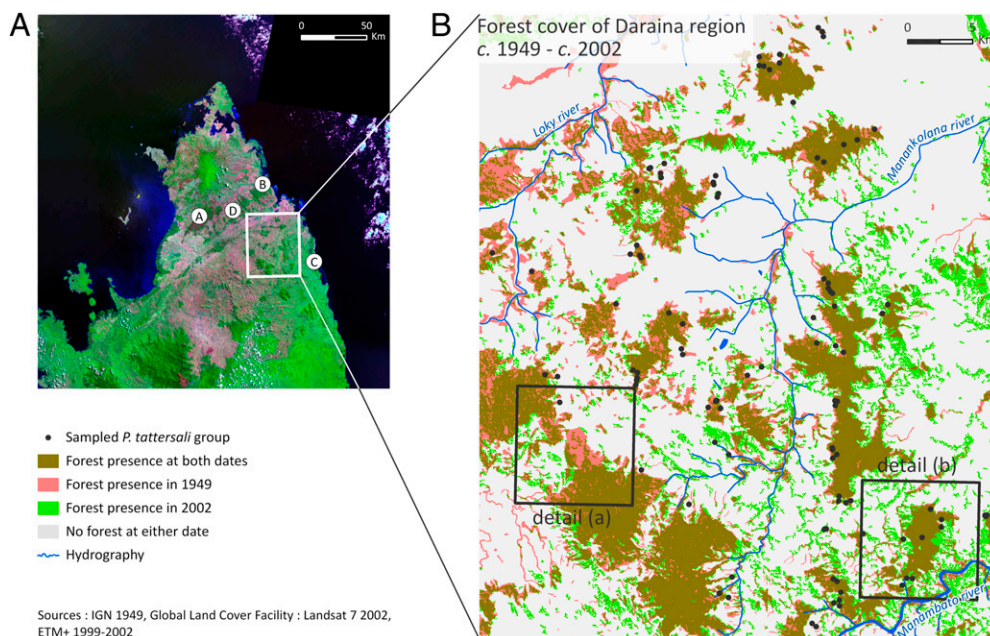 A
0 50
Km
A
B
C
D
Sampled P. tattersali group
Forest presence at both dates
Forest presence in 1949
Forest presence in 2002
No forest at either date
Hydrography
Sources : IGN 1949, Global Land Cover Facility : Landsat 7 2002,
ETM+ 1999-2002
B
Forest cover of Daraina region
c. 1949 - c. 2002
0 5
Km
Loky river
Manankolana river
detail (a)
detail (b)
Manambato river